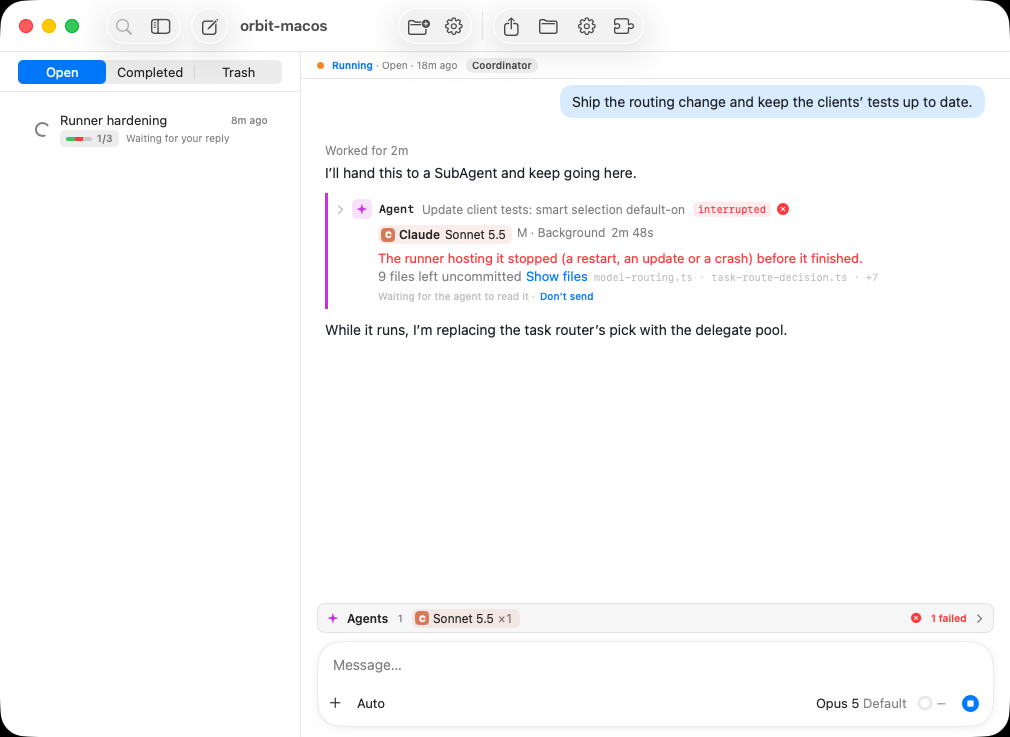 orbit-macos
Open
Completed
Trash
Runner hardening
8m ago
1/3
Waiting for your reply
Running · Open · 18m ago
Coordinator
Ship the routing change and keep the clients’ tests up to date.
Worked for 2m
I’ll hand this to a SubAgent and keep going here.
Agent Update client tests: smart selection default-on interrupted
C Claude Sonnet 5.5 M · Background 2m 48s
The runner hosting it stopped (a restart, an update or a crash) before it finished.
9 files left uncommitted Show files model-routing.ts · task-route-decision.ts · +7
Waiting for the agent to read it · Don't send
While it runs, I’m replacing the task router’s pick with the delegate pool.
Agents 1 C Sonnet 5.5 ×1 1 failed
Message...
+ Auto Opus 5 Default –